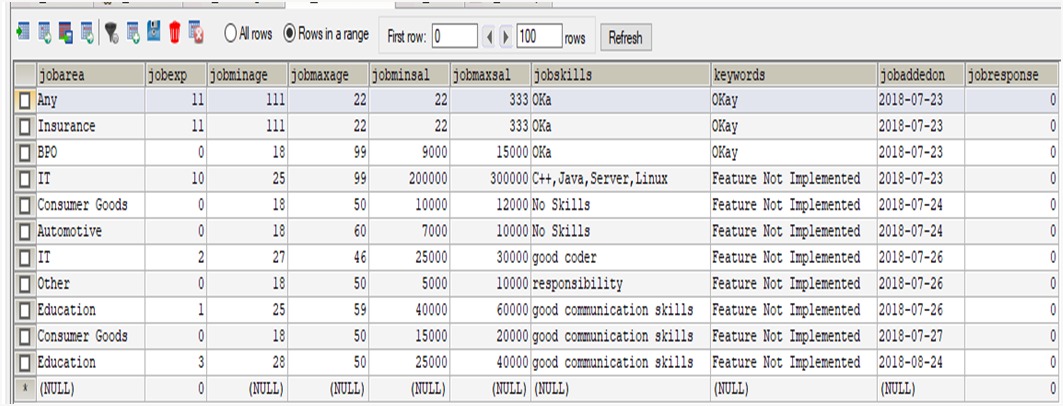 All rows Rows in a range First row: 0 100 rows Refresh
jobarea jobexp jobminage jobmaxage jobminsal jobmaxsal jobskills keywords jobaddedon jobresponse
Any 11 111 22 22 333 OKa OKay 2018-07-23 0
Insurance 11 111 22 22 333 OKa OKay 2018-07-23 0
BPO 0 18 99 9000 15000 OKa OKay 2018-07-23 0
IT 10 25 99 200000 300000 C++,Java,Server,Linux Feature Not Implemented 2018-07-23 0
Consumer Goods 0 18 50 10000 12000 No Skills Feature Not Implemented 2018-07-24 0
Automotive 0 18 60 7000 10000 No Skills Feature Not Implemented 2018-07-24 0
IT 2 27 46 25000 30000 good coder Feature Not Implemented 2018-07-26 0
Other 0 18 50 5000 10000 responsibility Feature Not Implemented 2018-07-26 0
Education 1 25 59 40000 60000 good communication skills Feature Not Implemented 2018-07-26 0
Consumer Goods 0 18 50 15000 20000 good communication skills Feature Not Implemented 2018-07-27 0
Education 3 28 50 25000 40000 good communication skills Feature Not Implemented 2018-08-24 0
* (NULL) 0 (NULL) (NULL) (NULL) (NULL) (NULL) (NULL) (NULL) 0